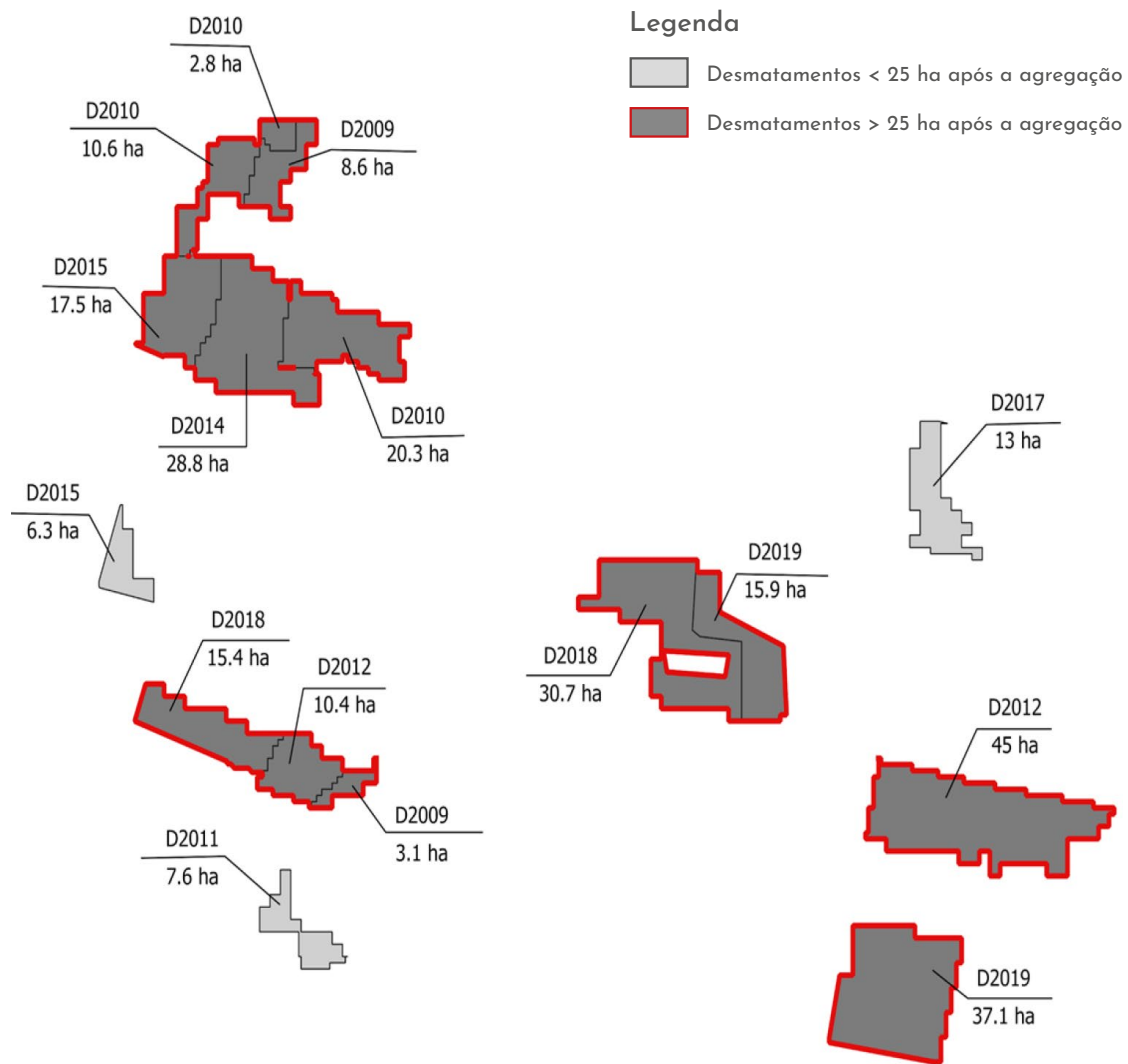 Legenda
Desmatamentos < 25 ha após a agregação
Desmatamentos > 25 ha após a agregação
D2010
2.8 ha
D2010
10.6 ha
D2009
8.6 ha
D2015
17.5 ha
D2014
28.8 ha
D2010
20.3 ha
D2017
13 ha
D2015
6.3 ha
D2019
15.9 ha
D2018
30.7 ha
D2018
15.4 ha
D2012
10.4 ha
D2012
45 ha
D2009
3.1 ha
D2011
7.6 ha
D2019
37.1 ha